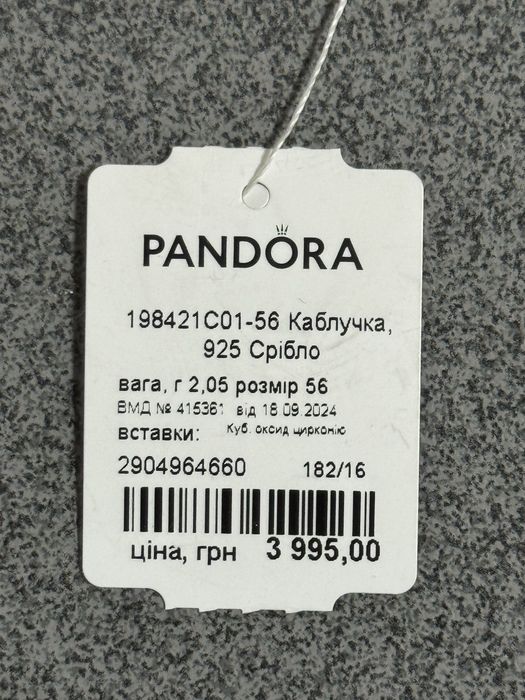 PANDORA
198421C01-56 Каблучка,
925 Срібло
вага, г 2,05 розмір 56
ВМД № 415361 від 18.09.2024
вставки: Куб. оксид цирконію
2904964660 182/16
ціна, грн 3 995,00